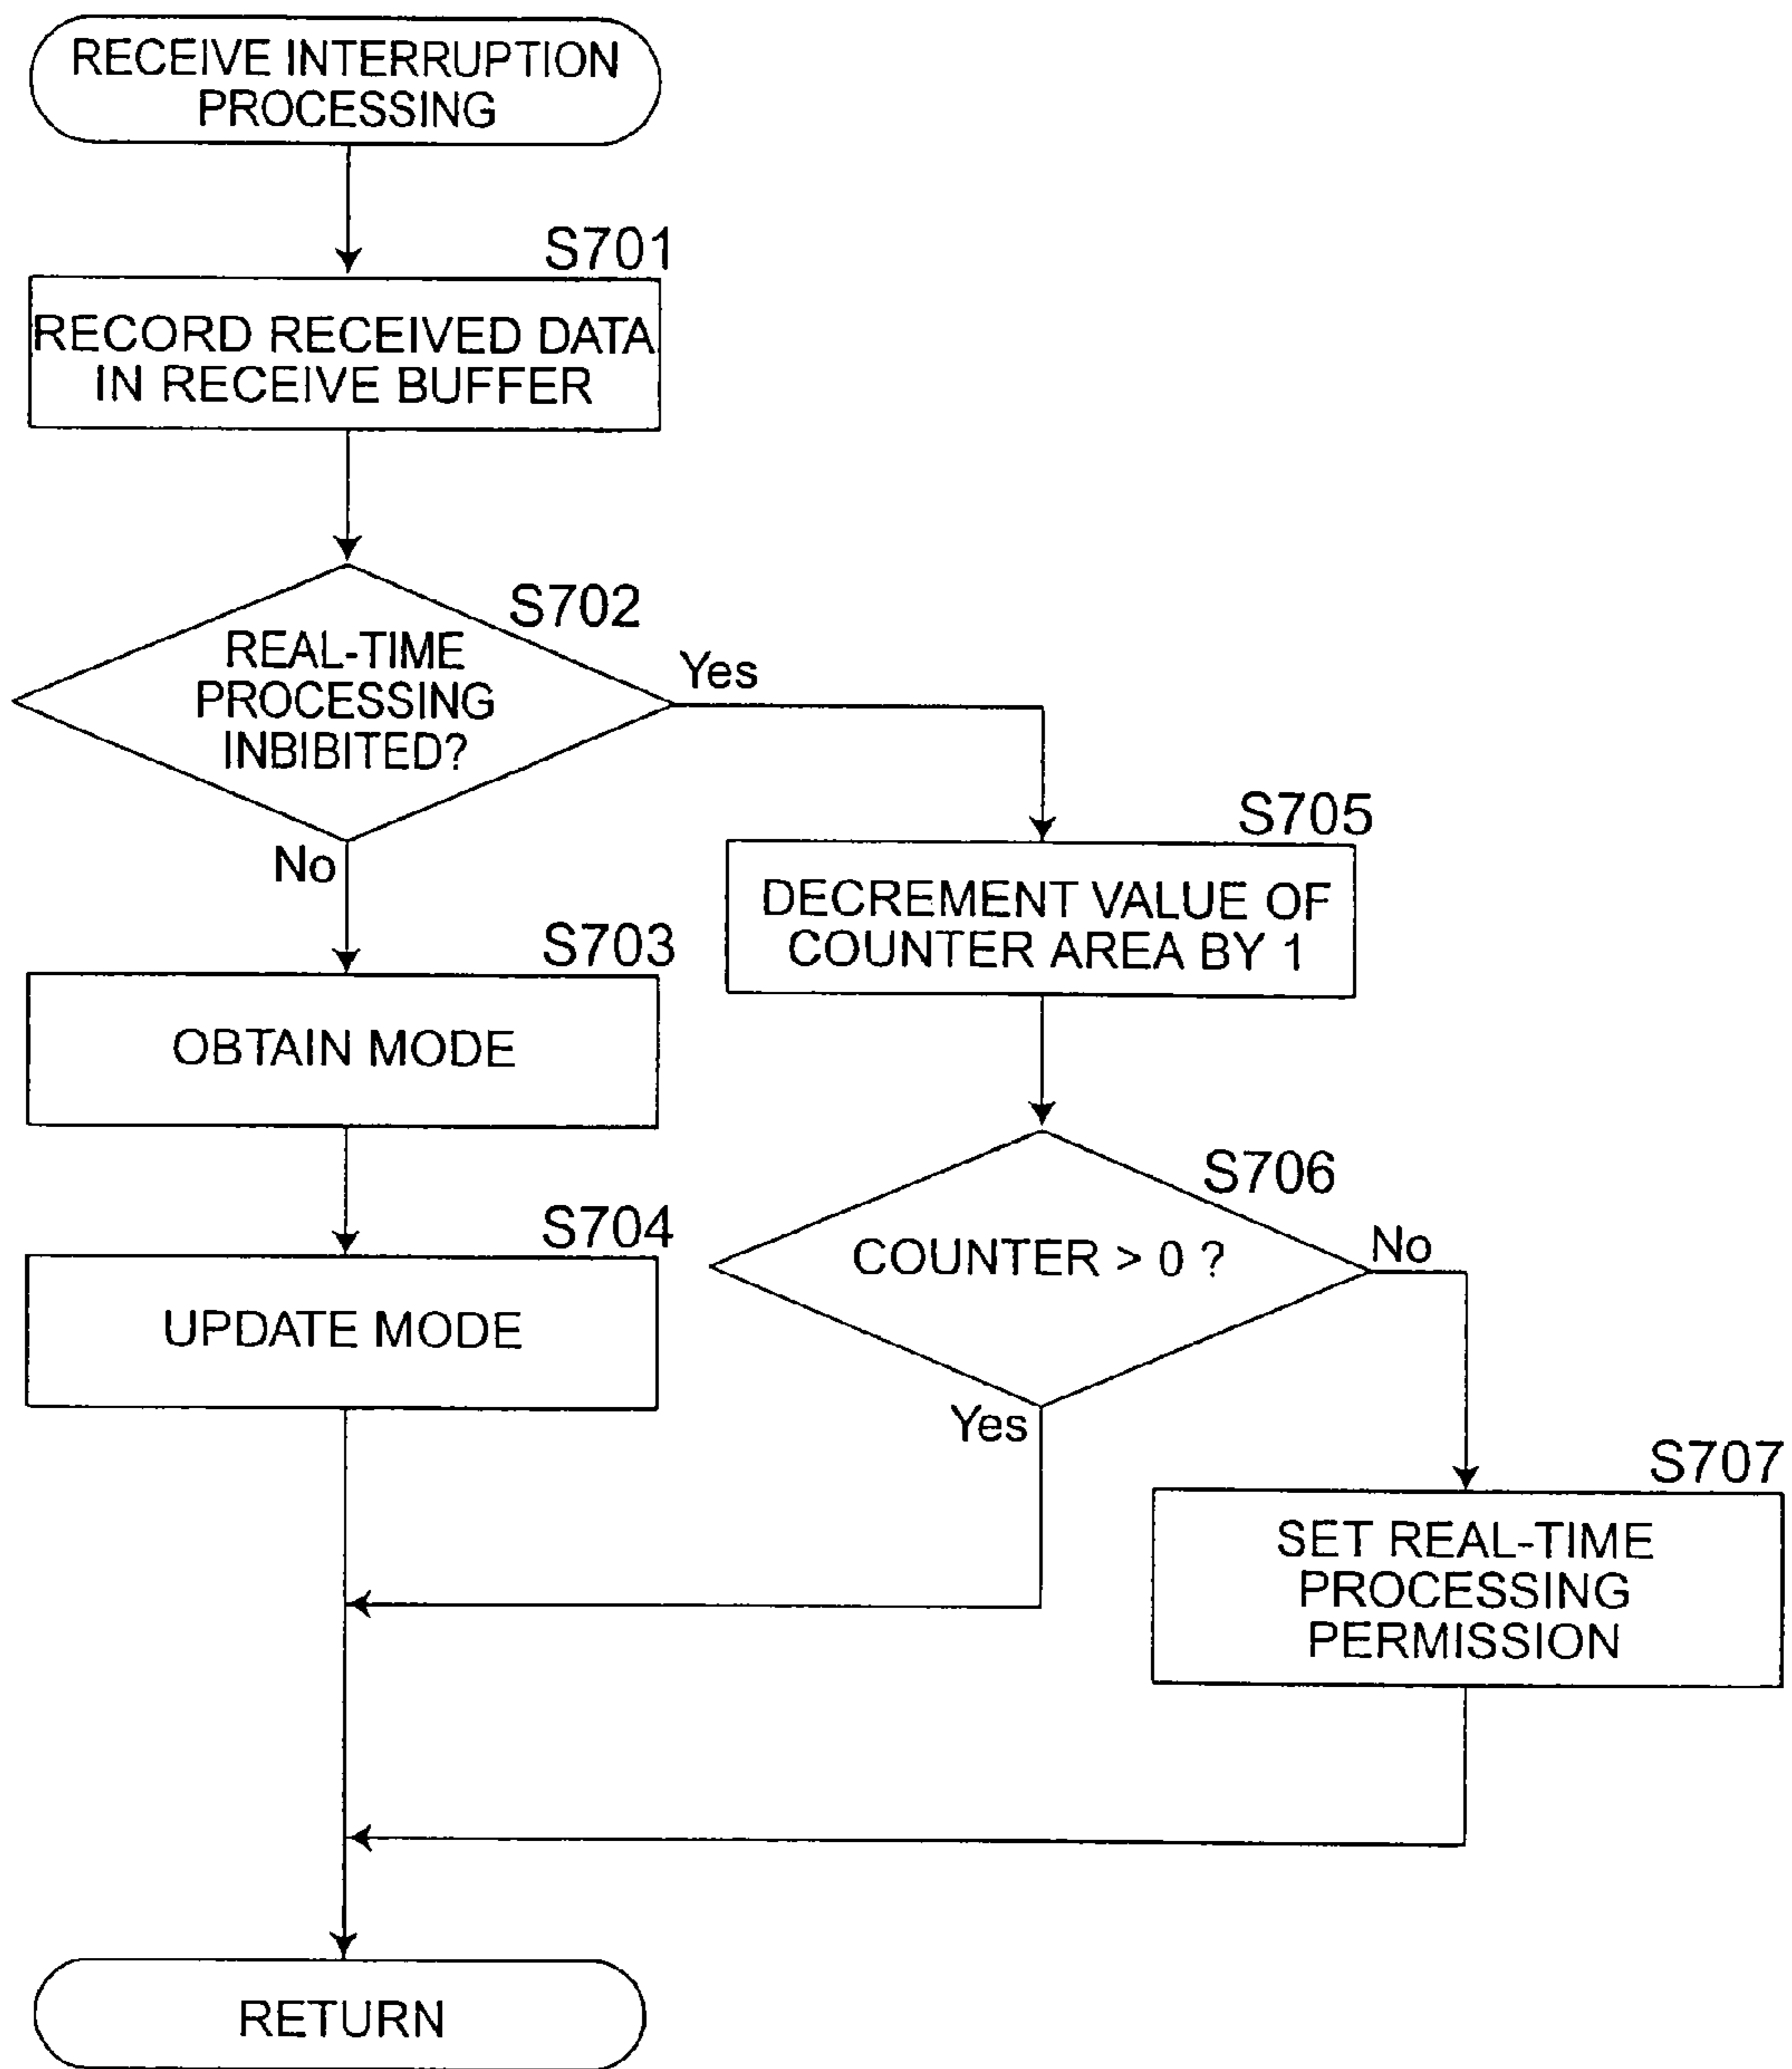 RECEIVE INTERRUPTION
PROCESSING
S701
RECORD RECEIVED DATA
IN RECEIVE BUFFER
S702
REAL-TIME
PROCESSING
INBIBITED?
Yes
No
S703
OBTAIN MODE
S704
UPDATE MODE
S705
DECREMENT VALUE OF
COUNTER AREA BY 1
S706
COUNTER > 0 ?
No
Yes
S707
SET REAL-TIME
PROCESSING
PERMISSION
RETURN